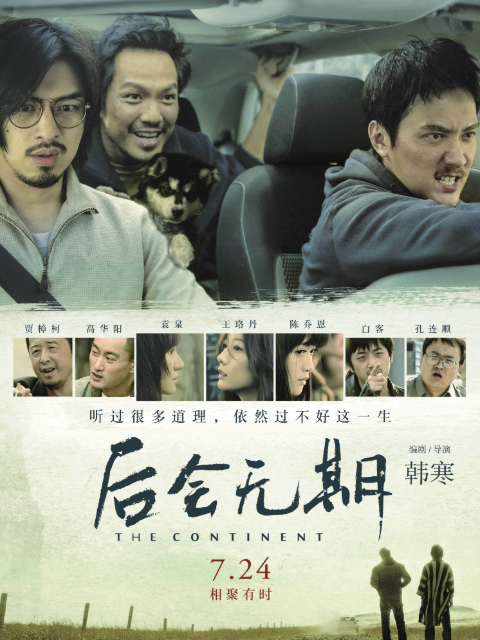 贾樟柯 高华阳 袁泉 王珞丹 陈乔恩 白客 孔连顺
听过很多道理，依然过不好这一生
后会无期
编剧/导演
韩寒
THE CONTINENT
7.24
相聚有时